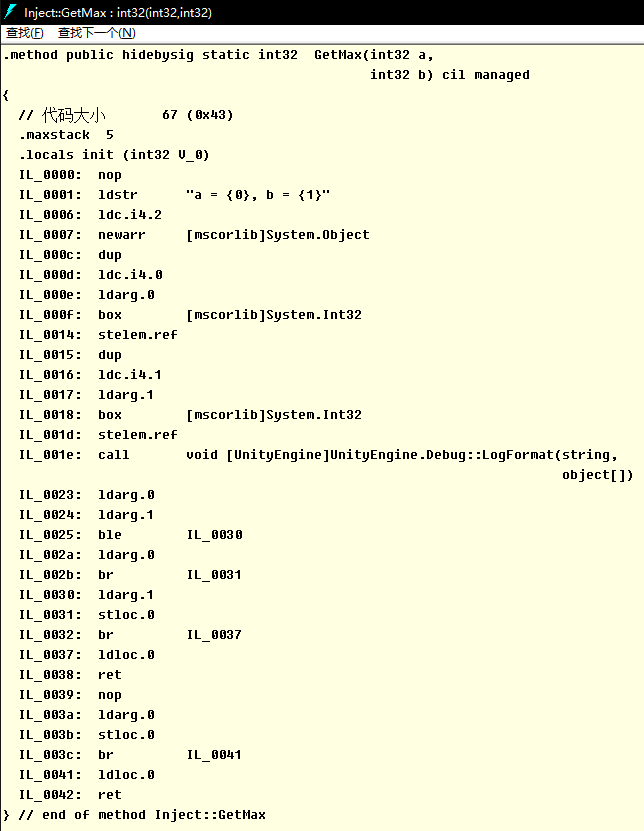 Inject::GetMax : int32(int32,int32)
查找(F) 查找下一个(N)
.method public hidebysig static int32  GetMax(int32 a,
                                              int32 b) cil managed
{
  // 代码大小       67 (0x43)
  .maxstack  5
  .locals init (int32 V_0)
  IL_0000:  nop
  IL_0001:  ldstr      "a = {0}, b = {1}"
  IL_0006:  ldc.i4.2
  IL_0007:  newarr     [mscorlib]System.Object
  IL_000c:  dup
  IL_000d:  ldc.i4.0
  IL_000e:  ldarg.0
  IL_000f:  box        [mscorlib]System.Int32
  IL_0014:  stelem.ref
  IL_0015:  dup
  IL_0016:  ldc.i4.1
  IL_0017:  ldarg.1
  IL_0018:  box        [mscorlib]System.Int32
  IL_001d:  stelem.ref
  IL_001e:  call       void [UnityEngine]UnityEngine.Debug::LogFormat(string,
                                                                      object[])
  IL_0023:  ldarg.0
  IL_0024:  ldarg.1
  IL_0025:  ble        IL_0030
  IL_002a:  ldarg.0
  IL_002b:  br         IL_0031
  IL_0030:  ldarg.1
  IL_0031:  stloc.0
  IL_0032:  br         IL_0037
  IL_0037:  ldloc.0
  IL_0038:  ret
  IL_0039:  nop
  IL_003a:  ldarg.0
  IL_003b:  stloc.0
  IL_003c:  br         IL_0041
  IL_0041:  ldloc.0
  IL_0042:  ret
} // end of method Inject::GetMax